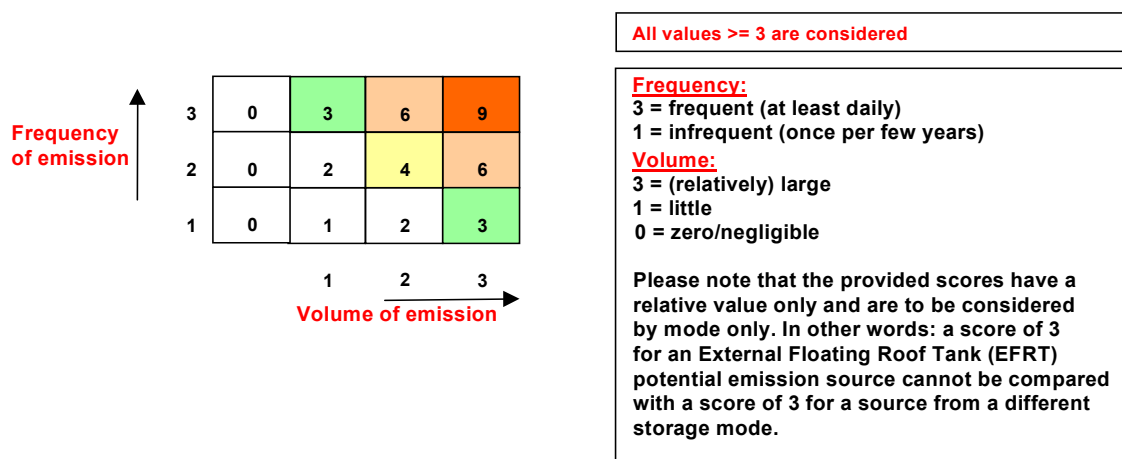 All values >= 3 are considered
Frequency
of emission
3 0 3 6 9
2 0 2 4 6
1 0 1 2 3
1 2 3
Volume of emission
Frequency:
3 = frequent (at least daily)
1 = infrequent (once per few years)
Volume:
3 = (relatively) large
1 = little
0 = zero/negligible
Please note that the provided scores have a
relative value only and are to be considered
by mode only. In other words: a score of 3
for an External Floating Roof Tank (EFRT)
potential emission source cannot be compared
with a score of 3 for a source from a different
storage mode.